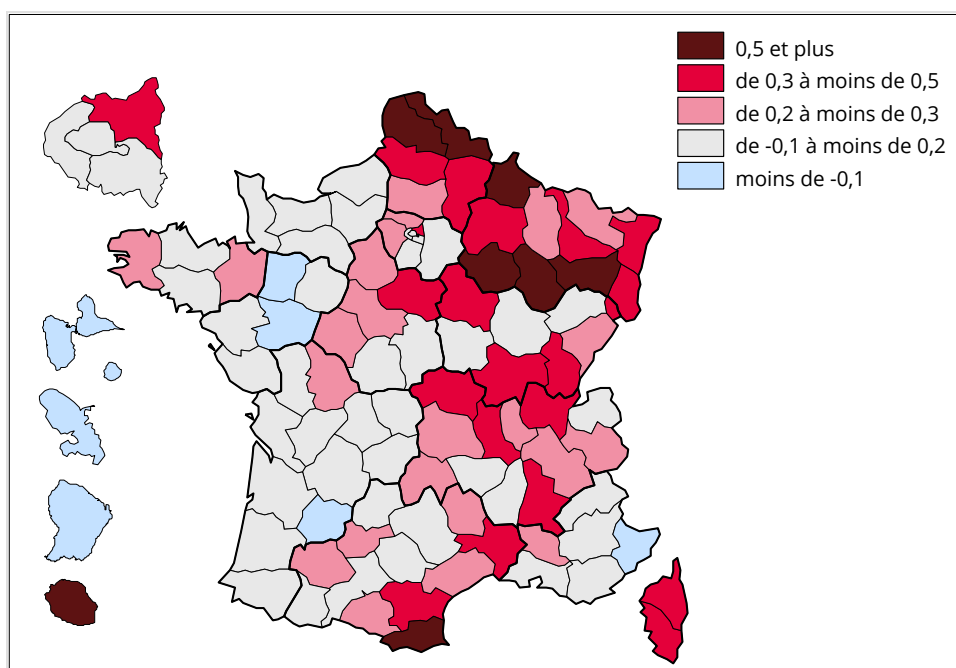 0,5 et plus
de 0,3 à moins de 0,5
de 0,2 à moins de 0,3
de -0,1 à moins de 0,2
moins de -0,1